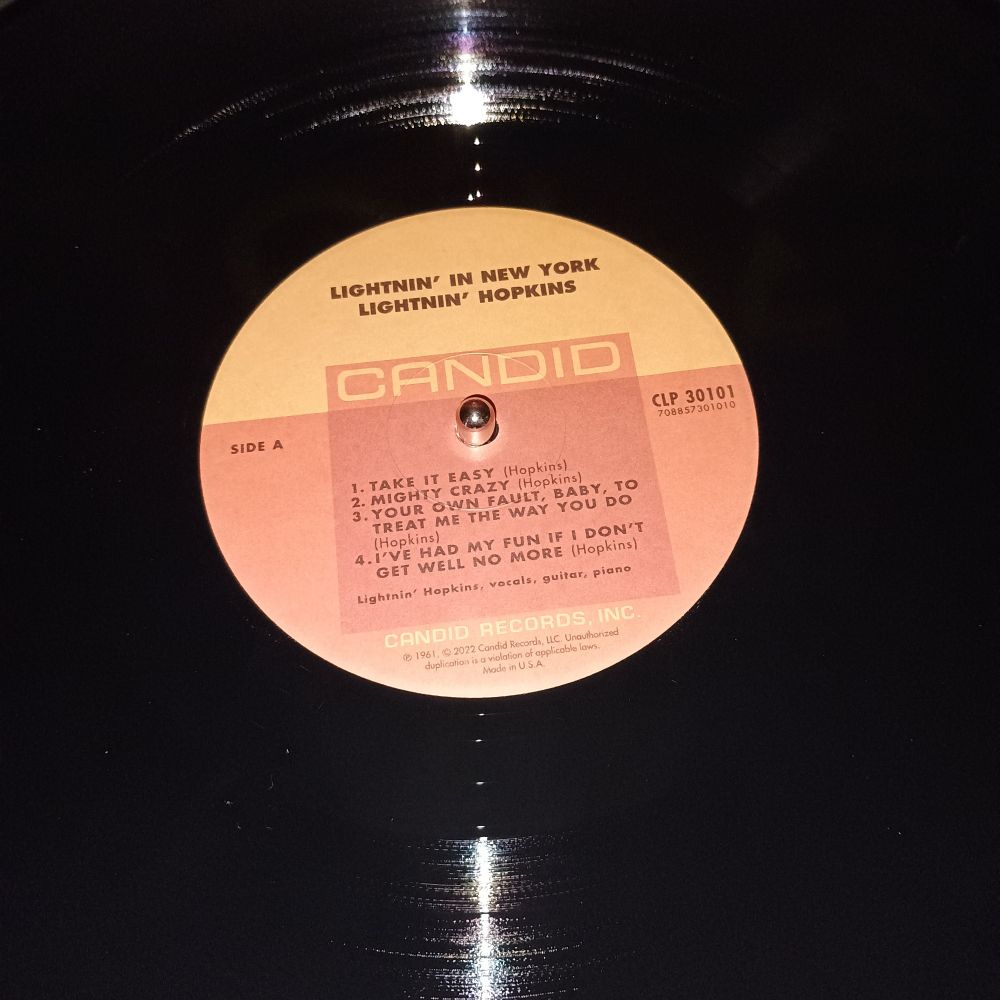 LIGHTNIN' IN NEW YORK
LIGHTNIN' HOPKINS
CANDID
CLP 30101
708857301010
SIDE A
1. TAKE IT EASY (Hopkins)
2. MIGHTY CRAZY (Hopkins)
3. YOUR OWN FAULT, BABY, TO
TREAT ME THE WAY YOU DO
(Hopkins)
4. I'VE HAD MY FUN IF I DON'T
GET WELL NO MORE (Hopkins)
Lightnin' Hopkins, vocals, guitar, piano
CANDID RECORDS, INC.
℗ 1961, © 2022 Candid Records, LLC. Unauthorized
duplication is a violation of applicable laws.
Made in U.S.A.